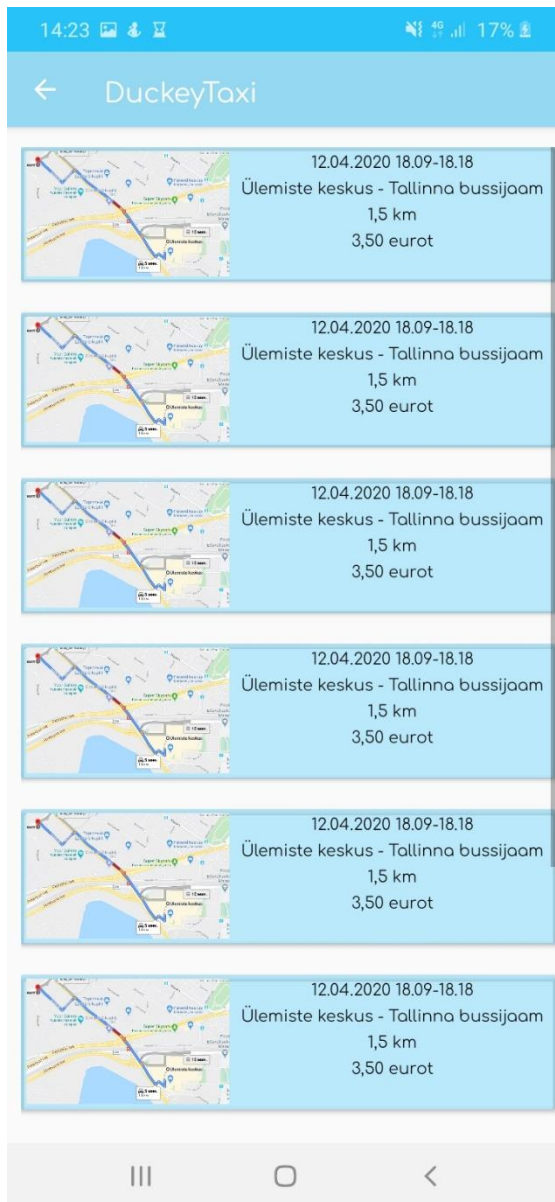 14:23
4G
17%
DuckeyTaxi
12.04.2020 18.09-18.18
Ülemiste keskus - Tallinna bussijaam
1,5 km
3,50 eurot
12.04.2020 18.09-18.18
Ülemiste keskus - Tallinna bussijaam
1,5 km
3,50 eurot
12.04.2020 18.09-18.18
Ülemiste keskus - Tallinna bussijaam
1,5 km
3,50 eurot
12.04.2020 18.09-18.18
Ülemiste keskus - Tallinna bussijaam
1,5 km
3,50 eurot
12.04.2020 18.09-18.18
Ülemiste keskus - Tallinna bussijaam
1,5 km
3,50 eurot
12.04.2020 18.09-18.18
Ülemiste keskus - Tallinna bussijaam
1,5 km
3,50 eurot